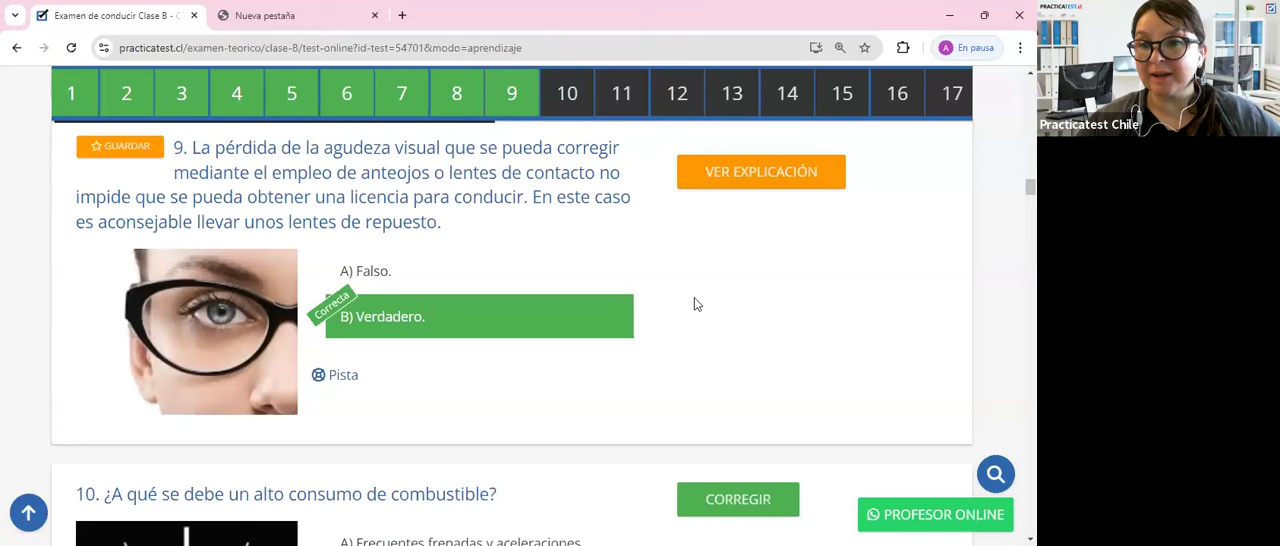 Examen de conducir Clase B - C
Nueva pestaña
practicatest.cl/examen-teorico/clase-B/test-online?id-test=54701&modo=aprendizaje
A
En pausa
PRACTICATEST.cl
Practicatest Chile
1 2 3 4 5 6 7 8 9 10 11 12 13 14 15 16 17
GUARDAR
9. La pérdida de la agudeza visual que se pueda corregir
mediante el empleo de anteojos o lentes de contacto no
impide que se pueda obtener una licencia para conducir. En este caso
es aconsejable llevar unos lentes de repuesto.
VER EXPLICACIÓN
A) Falso.
Correcta
B) Verdadero.
Pista
10. ¿A qué se debe un alto consumo de combustible?
CORREGIR
PROFESOR ONLINE
A) Frecuentes frenadas y aceleraciones